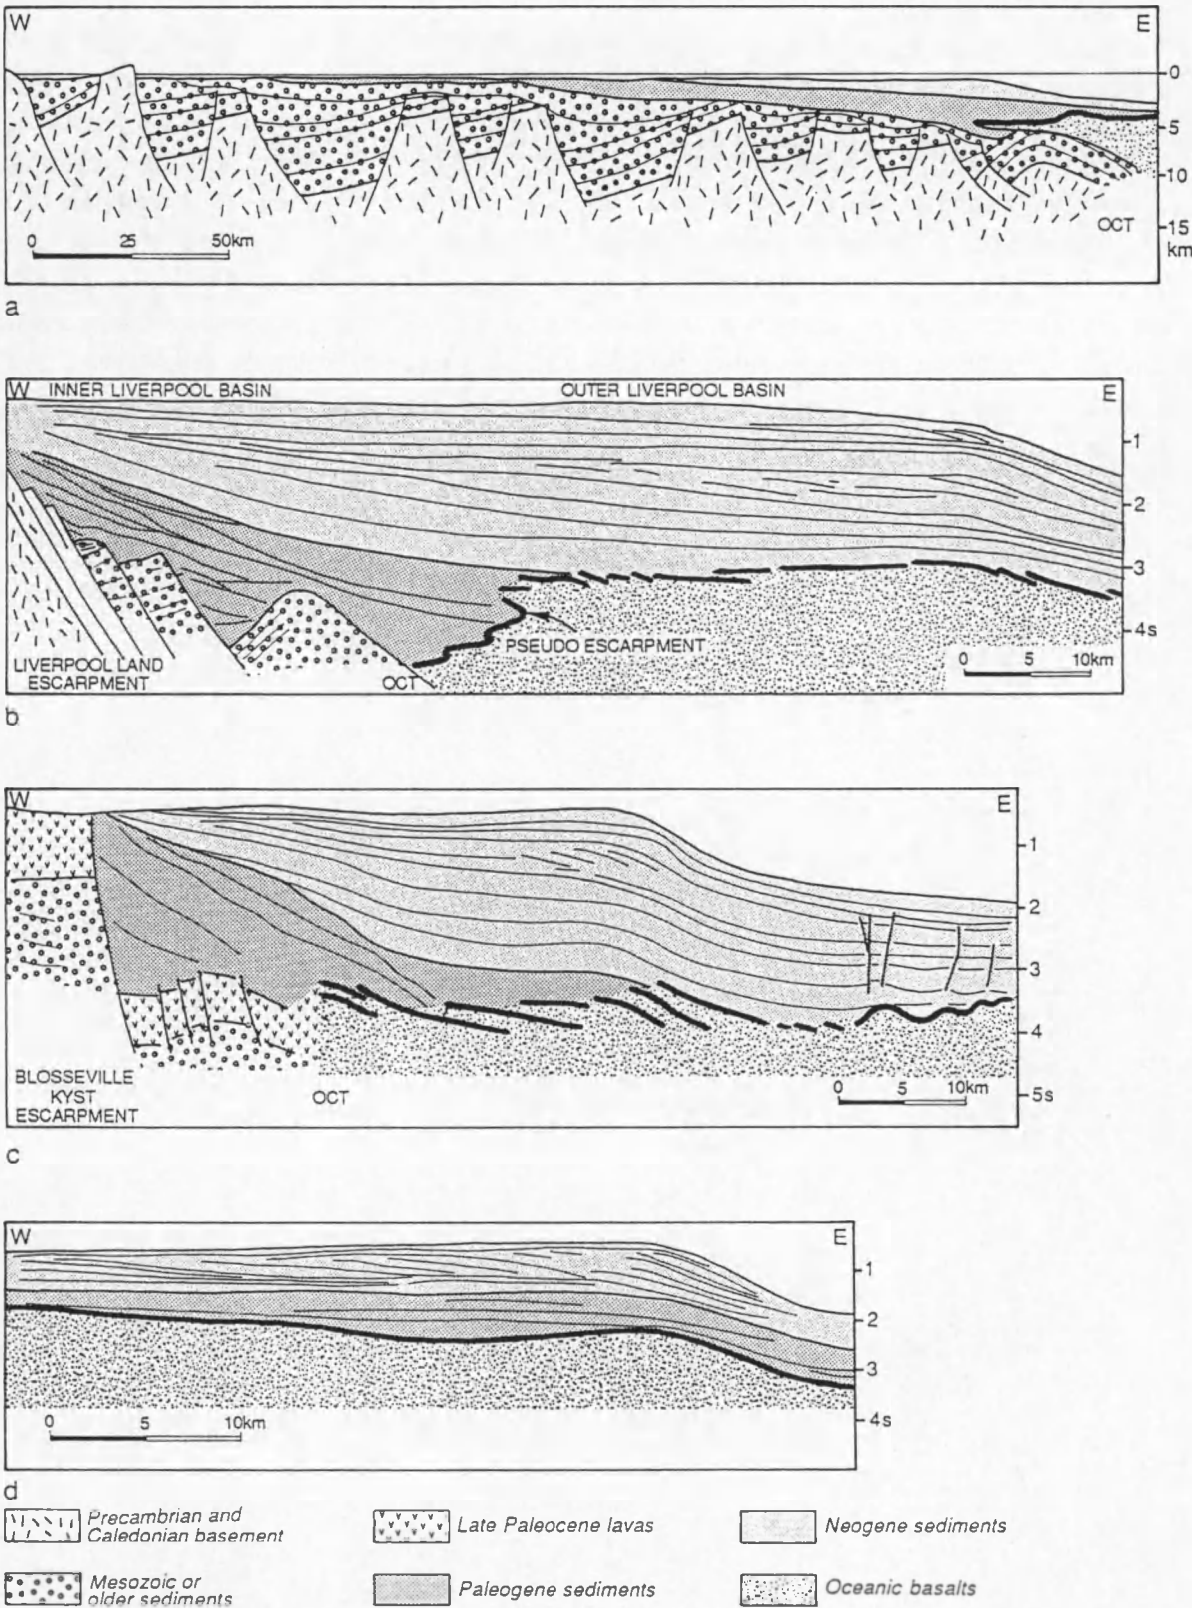 W
E
0
5
10
15
km
OCT
0 25 50km
a
W INNER LIVERPOOL BASIN
OUTER LIVERPOOL BASIN
E
1
2
3
4s
PSEUDO ESCARPMENT
LIVERPOOL LAND
ESCARPMENT
OCT
0 5 10km
b
W
E
1
2
3
4
5s
BLOSSEVILLE
KYST
ESCARPMENT
OCT
0 5 10km
c
W
E
1
2
3
4s
0 5 10km
d
Precambrian and
Caledonian basement
Late Paleocene lavas
Neogene sediments
Mesozoic or
older sediments
Paleogene sediments
Oceanic basalts